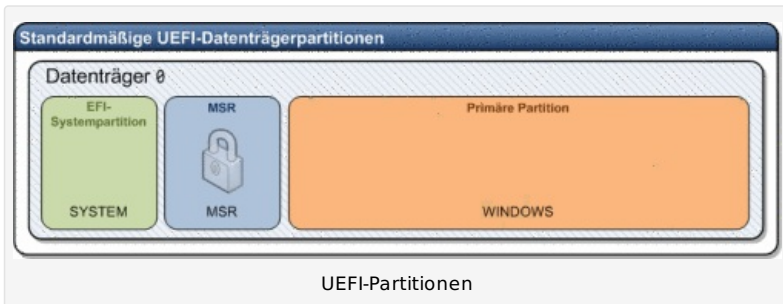 Standardmäßige UEFI-Datenträgerpartitionen
Datenträger 0
EFI-
Systempartition
MSR
Primäre Partition
SYSTEM
MSR
WINDOWS
UEFI-Partitionen